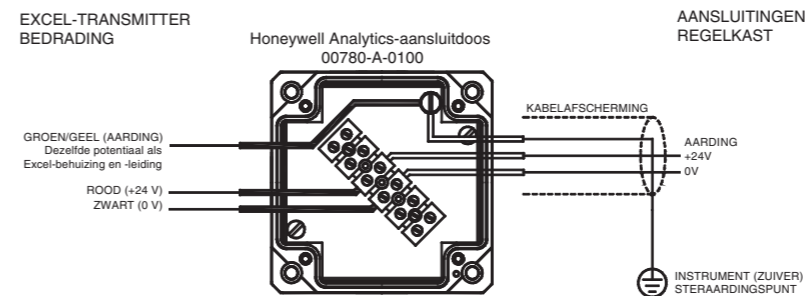 EXCEL-TRANSMITTER
BEDRADING
Honeywell Analytics-aansluitdoos
00780-A-0100
AANSLUITINGEN
REGELKAST
KABELAFSCHERMING
GROEN/GEEL (AARDING)
Dezelfde potentiaal als
Excel-behuizing en -leiding
ROOD (+24 V)
ZWART (0 V)
AARDING
+24V
0V
INSTRUMENT (ZUIVER)
STERAARDINGSPUNT